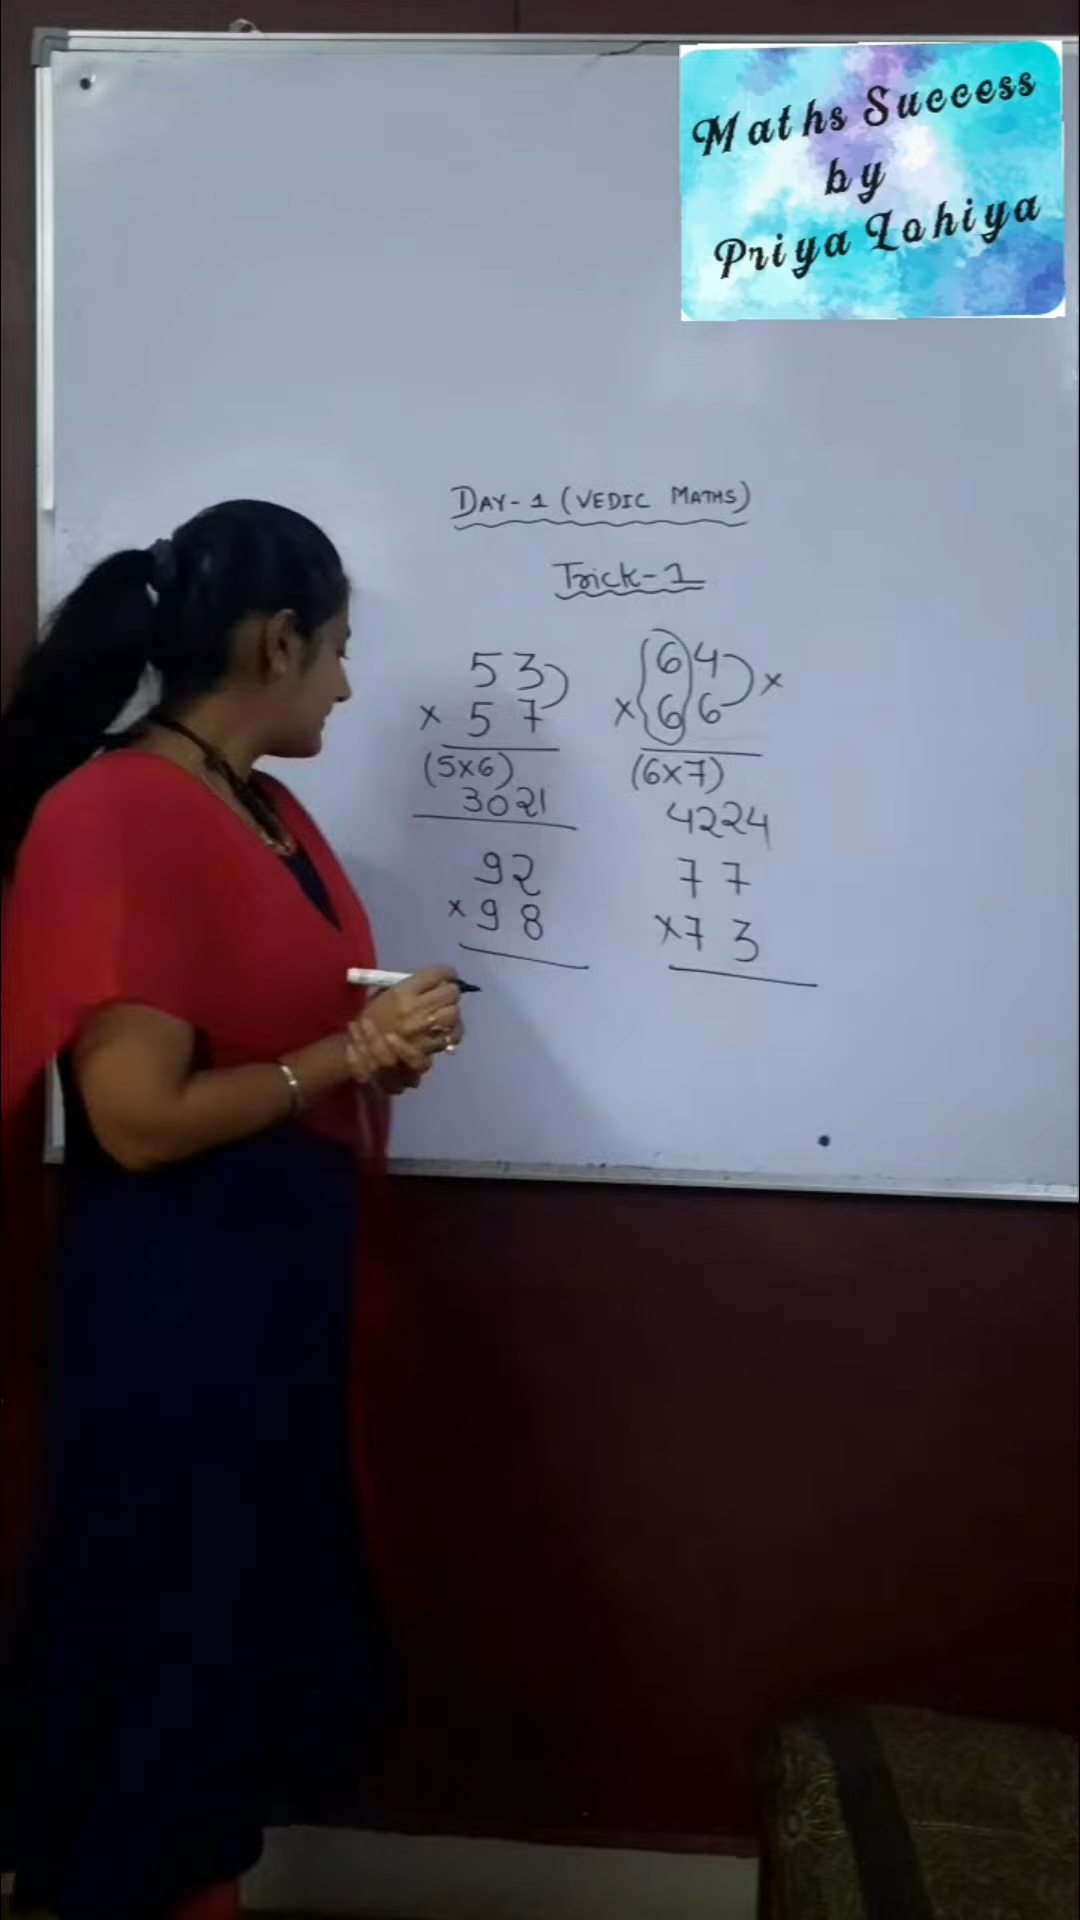 Maths Success
by
Priya Lohiya
DAY-1 (VEDIC MATHS)
Trick-1
53
× 57
(5×6)
3021
64 ×
× 66
(6×7)
4224
92
× 98
77
×73